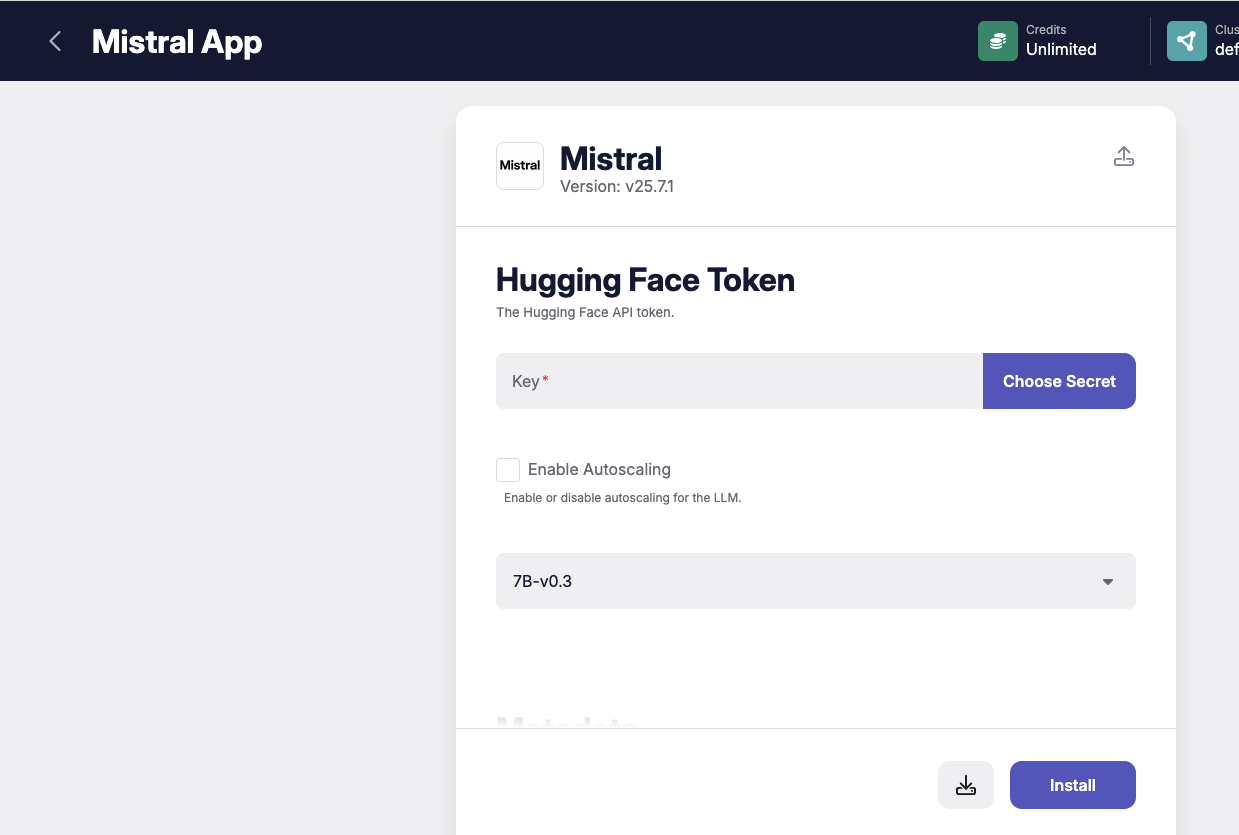 Mistral App
Credits
Unlimited
Clus
def
Mistral
Mistral
Version: v25.7.1
Hugging Face Token
The Hugging Face API token.
Key*
Choose Secret
Enable Autoscaling
Enable or disable autoscaling for the LLM.
7B-v0.3
Metadata
Install